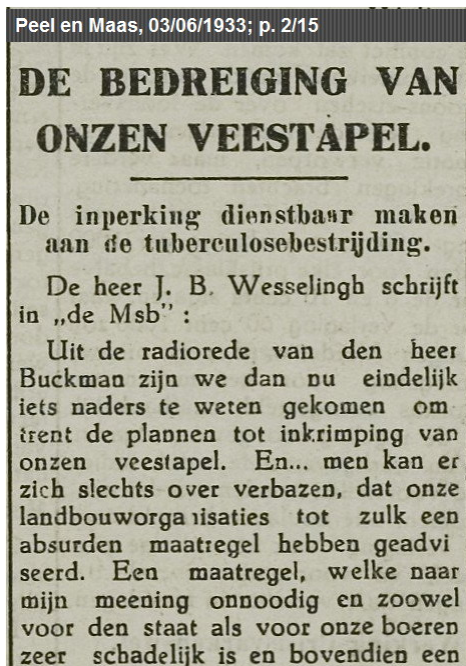 Peel en Maas, 03/06/1933; p. 2/15
DE BEDREIGING VAN
ONZEN VEESTAPEL.
De inperking dienstbaar maken
aan de tuberculosebestrijding.
De heer J. B. Wesselingh schrijft
in „de Msb" :
Uit de radiorede van den heer
Buckman zijn we dan nu eindelijk
iets naders te weten gekomen om
trent de plannen tot inkrimping van
onzen veestapel. En... men kan er
zich slechts over verbazen, dat onze
landbouworganisaties tot zulk een
absurden maatregel hebben geadvi
seerd. Een maatregel, welke naar
mijn meening onnoodig en zoowel
voor den staat als voor onze boeren
zeer schadelijk is en bovendien een